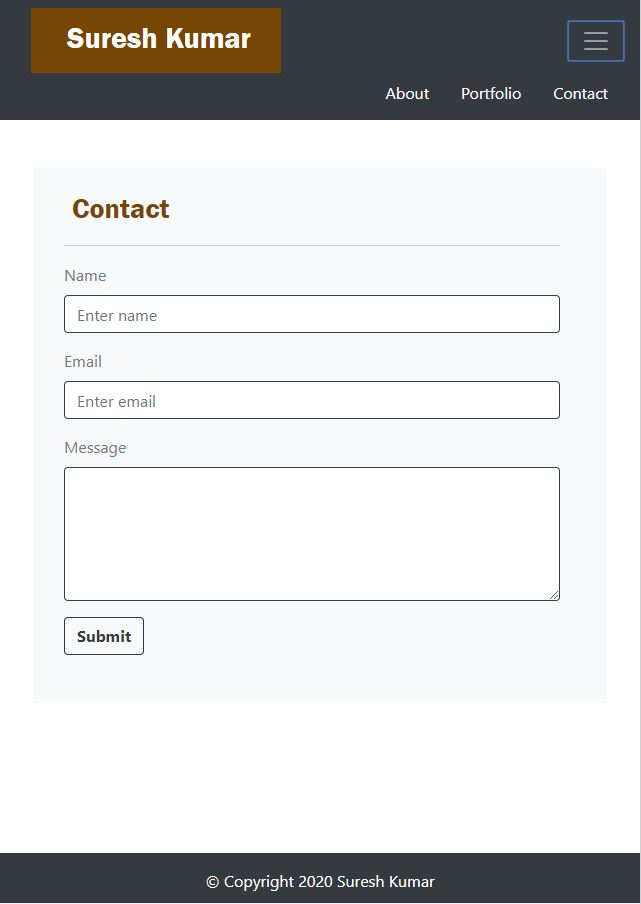 Suresh Kumar
About Portfolio Contact
Contact
Name
Enter name
Email
Enter email
Message
Submit
© Copyright 2020 Suresh Kumar